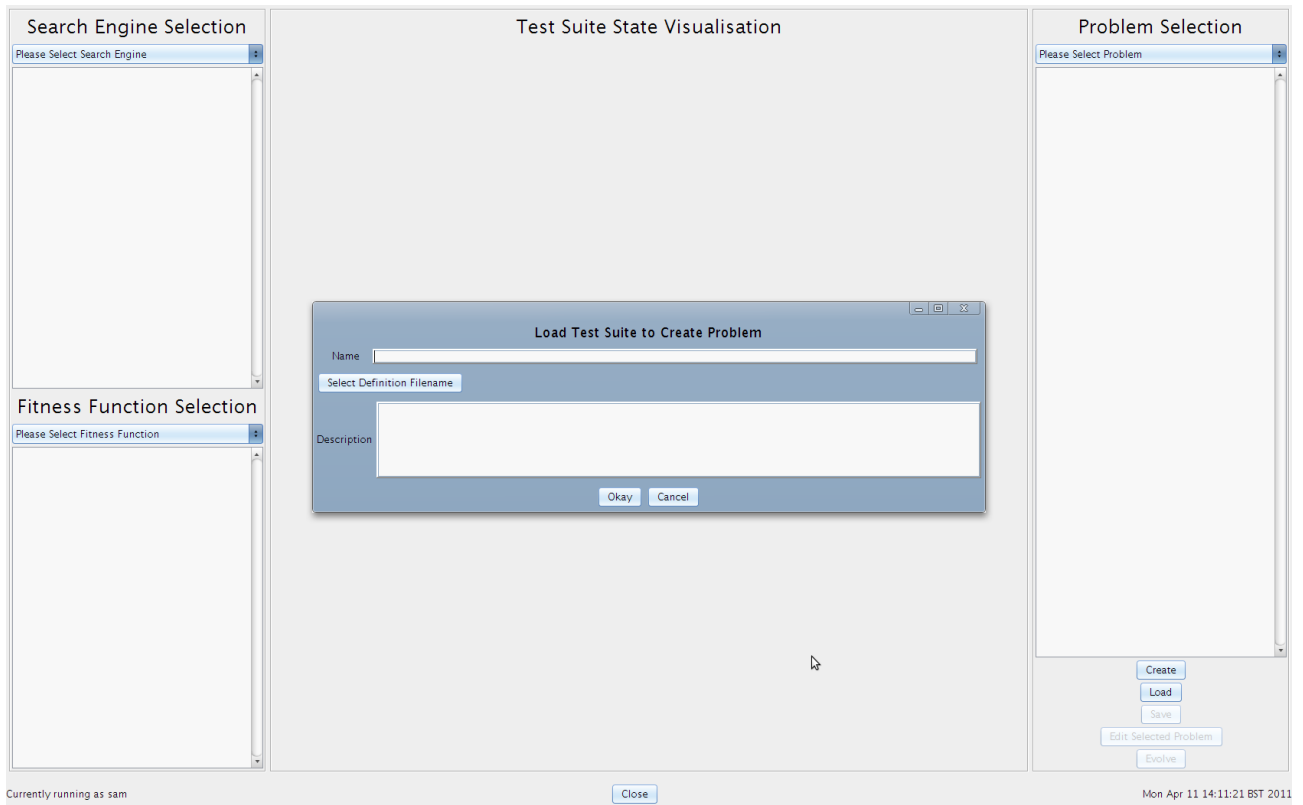 Search Engine Selection
Please Select Search Engine
Fitness Function Selection
Please Select Fitness Function
Test Suite State Visualisation
Load Test Suite to Create Problem
Name
Select Definition Filename
Description
Okay
Cancel
Problem Selection
Please Select Problem
Create
Load
Save
Edit Selected Problem
Evolve
Currently running as sam
Close
Mon Apr 11 14:11:21 BST 2011